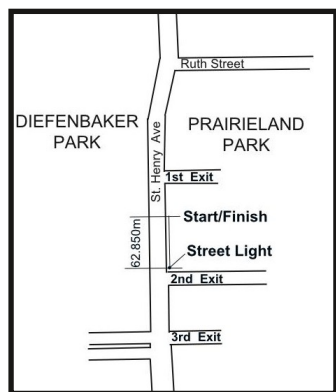 Ruth Street
DIEFENBAKER
PARK
St. Henry Ave
PRAIRIELAND
PARK
1st Exit
Start/Finish
62.850m
Street Light
2nd Exit
3rd Exit